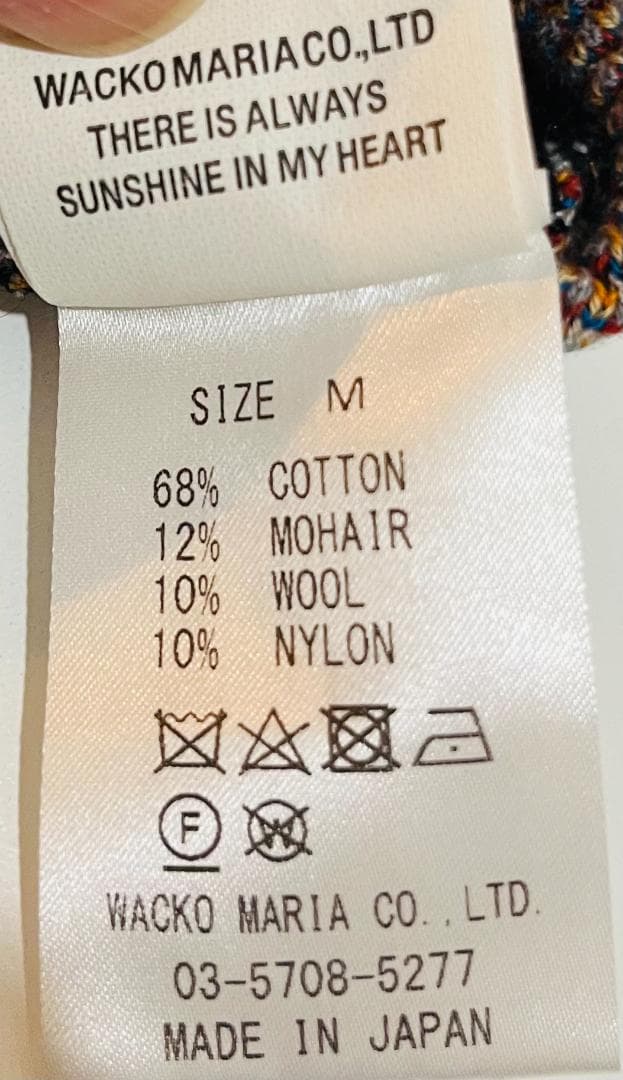 WACKO MARIA CO.,LTD
THERE IS ALWAYS
SUNSHINE IN MY HEART
SIZE M
68% COTTON
12% MOHAIR
10% WOOL
10% NYLON
F W
WACKO MARIA CO.,LTD.
03-5708-5277
MADE IN JAPAN